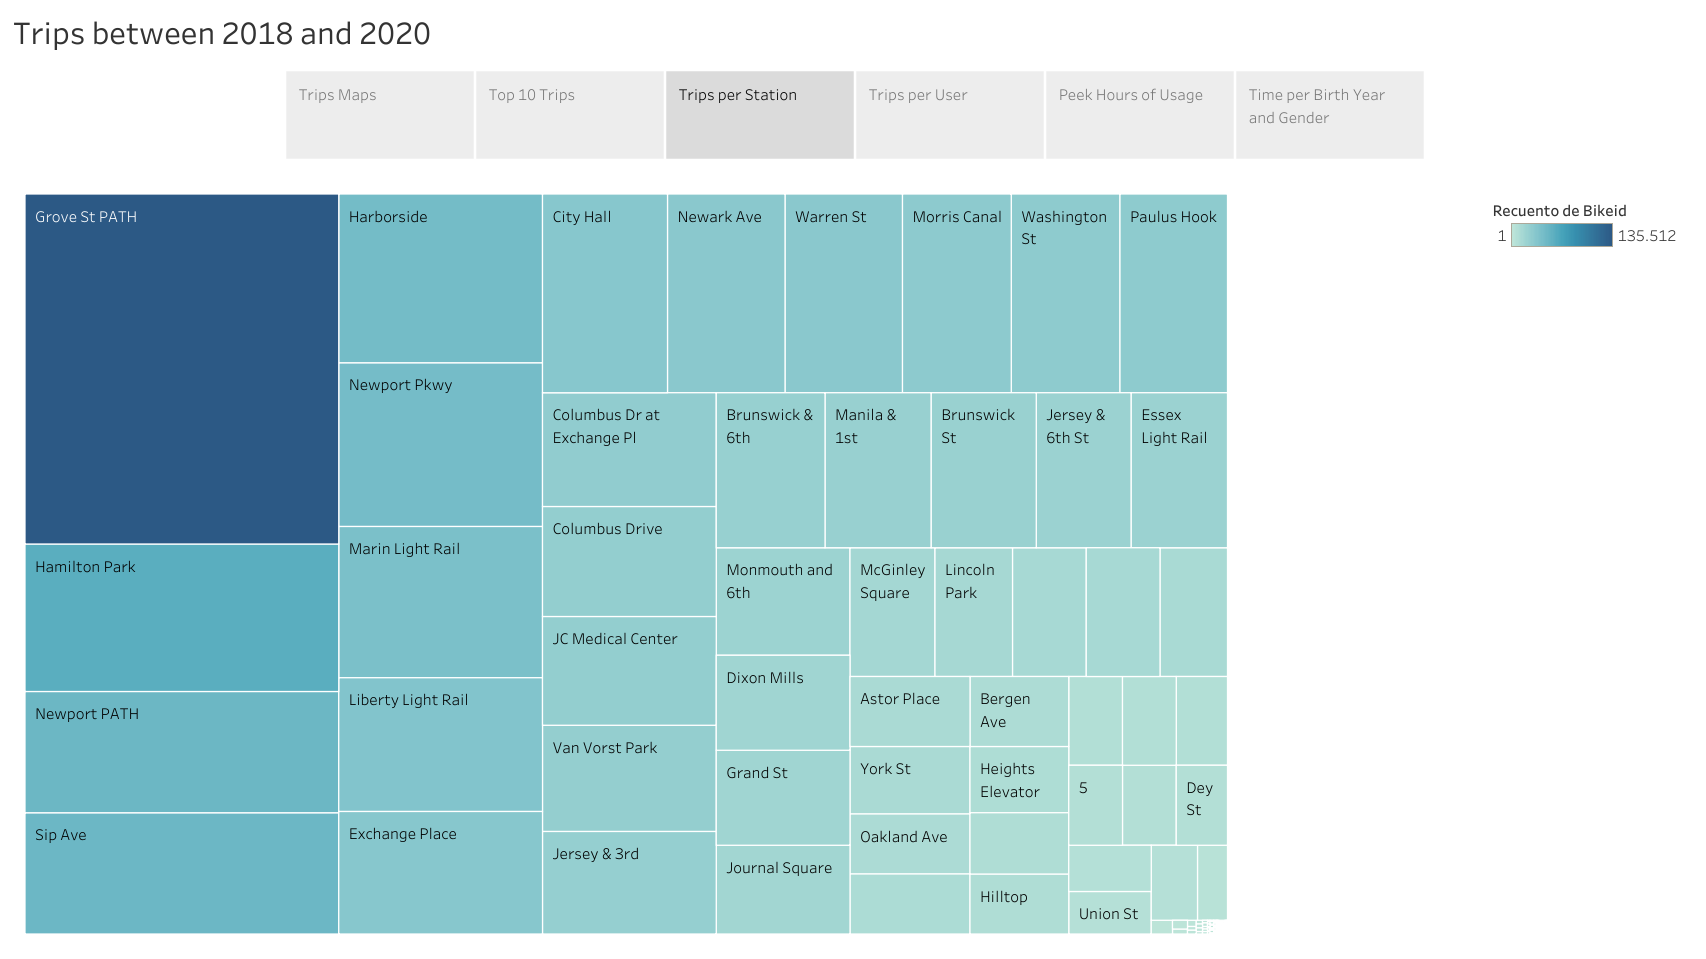 Trips between 2018 and 2020
Trips Maps
Top 10 Trips
Trips per Station
Trips per User
Peek Hours of Usage
Time per Birth Year
and Gender
Grove St PATH
Harborside
City Hall
Newark Ave
Warren St
Morris Canal
Washington
St
Paulus Hook
Recuento de Bikeid
1
135.512
Newport Pkwy
Columbus Dr at
Exchange Pl
Brunswick &
6th
Manila &
1st
Brunswick
St
Jersey &
6th St
Essex
Light Rail
Columbus Drive
Marin Light Rail
Hamilton Park
Monmouth and
6th
McGinley
Square
Lincoln
Park
JC Medical Center
Dixon Mills
Liberty Light Rail
Astor Place
Bergen
Ave
Newport PATH
Van Vorst Park
Grand St
York St
Heights
Elevator
5
Dey
St
Sip Ave
Exchange Place
Jersey & 3rd
Oakland Ave
Journal Square
Hilltop
Union St